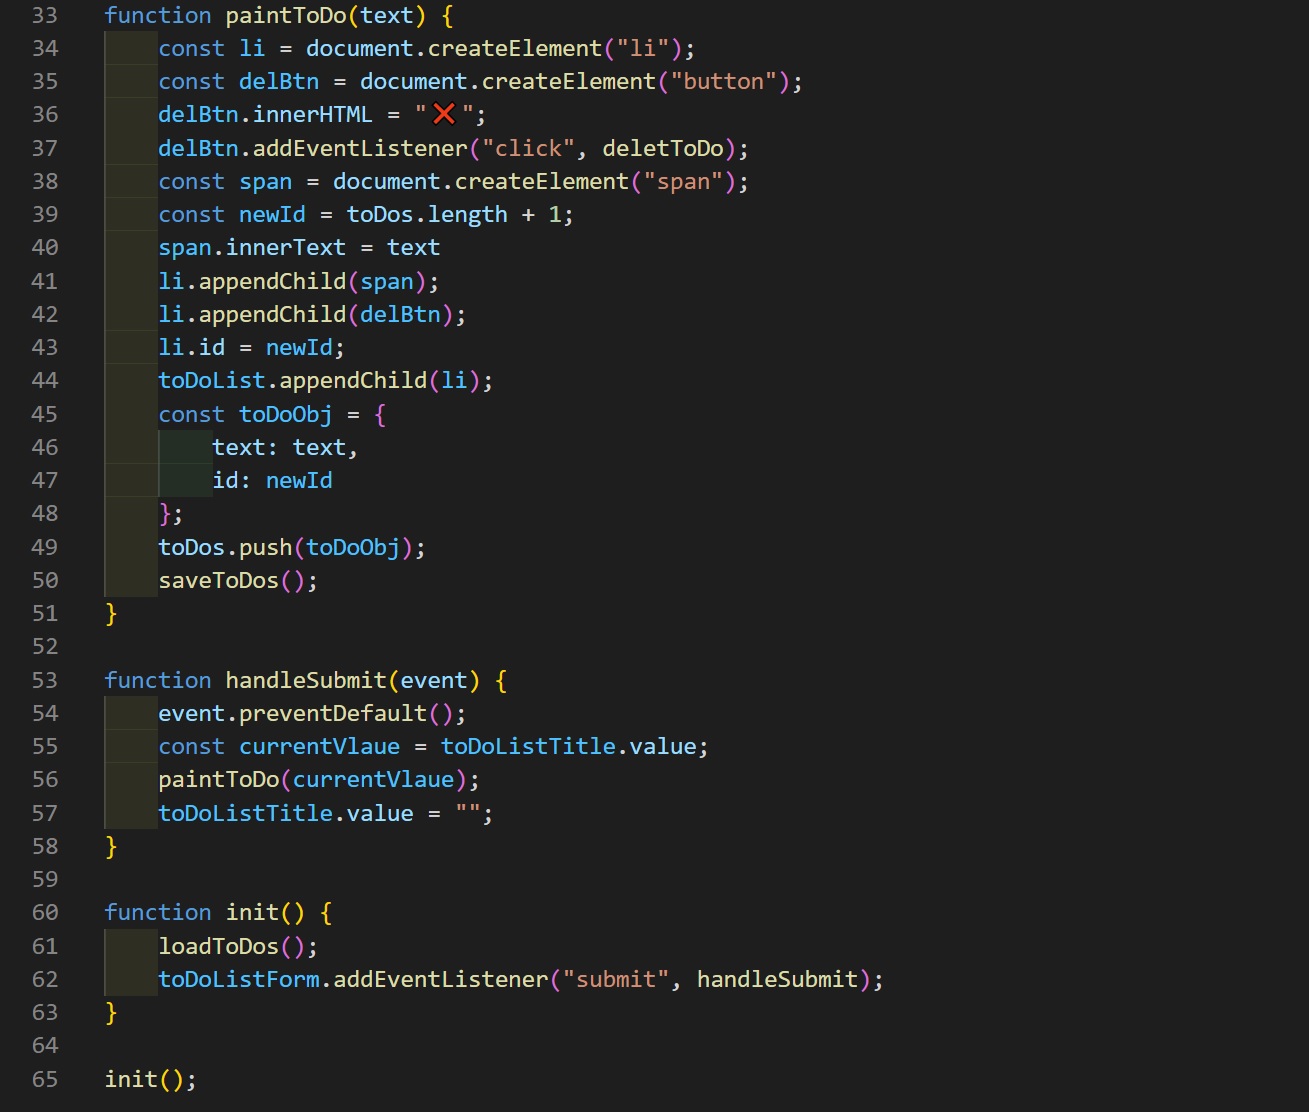 33 function paintToDo(text) {
34     const li = document.createElement("li");
35     const delBtn = document.createElement("button");
36     delBtn.innerHTML = "❌";
37     delBtn.addEventListener("click", deletToDo);
38     const span = document.createElement("span");
39     const newId = toDos.length + 1;
40     span.innerText = text
41     li.appendChild(span);
42     li.appendChild(delBtn);
43     li.id = newId;
44     toDoList.appendChild(li);
45     const toDoObj = {
46         text: text,
47         id: newId
48     };
49     toDos.push(toDoObj);
50     saveToDos();
51 }
52
53 function handleSubmit(event) {
54     event.preventDefault();
55     const currentVlaue = toDoListTitle.value;
56     paintToDo(currentVlaue);
57     toDoListTitle.value = "";
58 }
59
60 function init() {
61     loadToDos();
62     toDoListForm.addEventListener("submit", handleSubmit);
63 }
64
65 init();